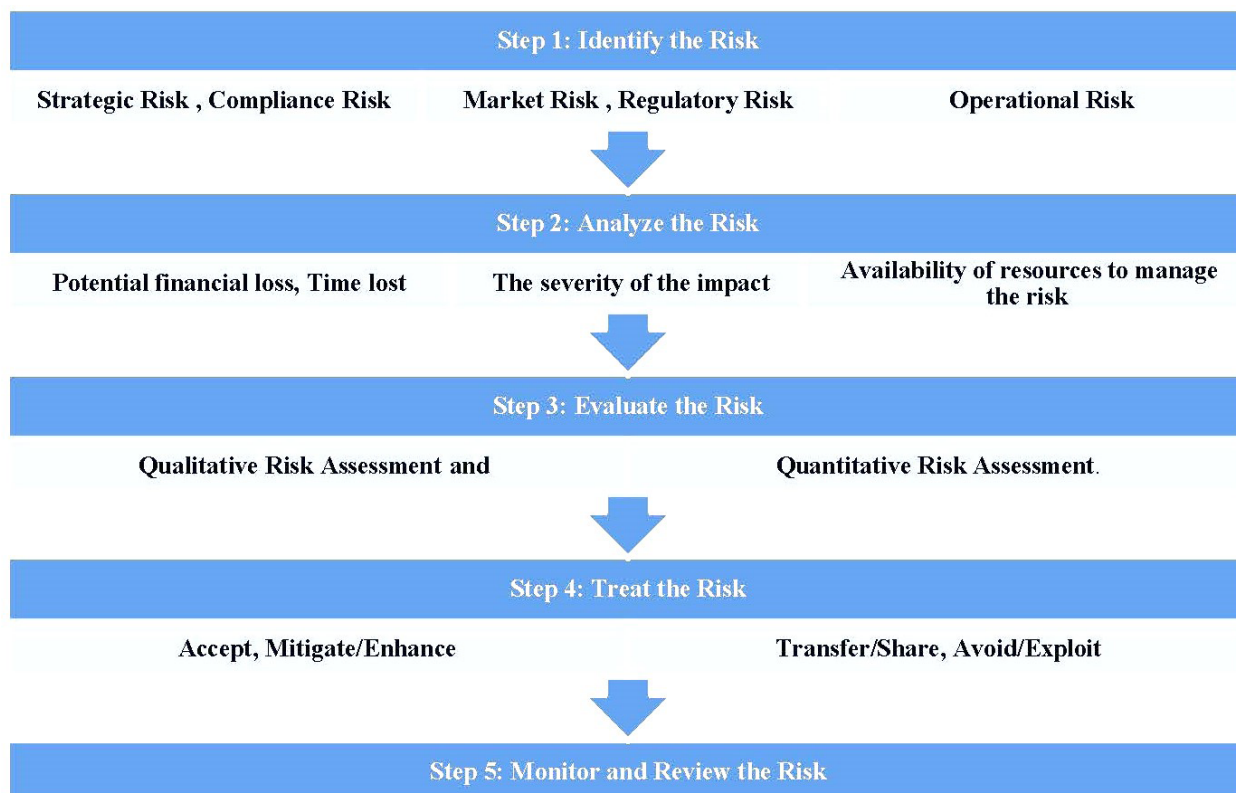 Step 1: Identify the Risk
Strategic Risk , Compliance Risk
Market Risk , Regulatory Risk
Operational Risk
Step 2: Analyze the Risk
Potential financial loss, Time lost
The severity of the impact
Availability of resources to manage
the risk
Step 3: Evaluate the Risk
Qualitative Risk Assessment and
Quantitative Risk Assessment.
Step 4: Treat the Risk
Accept, Mitigate/Enhance
Transfer/Share, Avoid/Exploit
Step 5: Monitor and Review the Risk